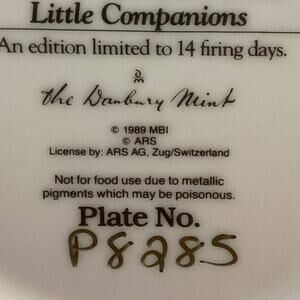 Little Companions
An edition limited to 14 firing days.
DM
The Danbury Mint
© 1989 MBI
© ARS
License by: ARS AG, Zug/Switzerland
Not for food use due to metallic
pigments which may be poisonous.
Plate No.
P8285